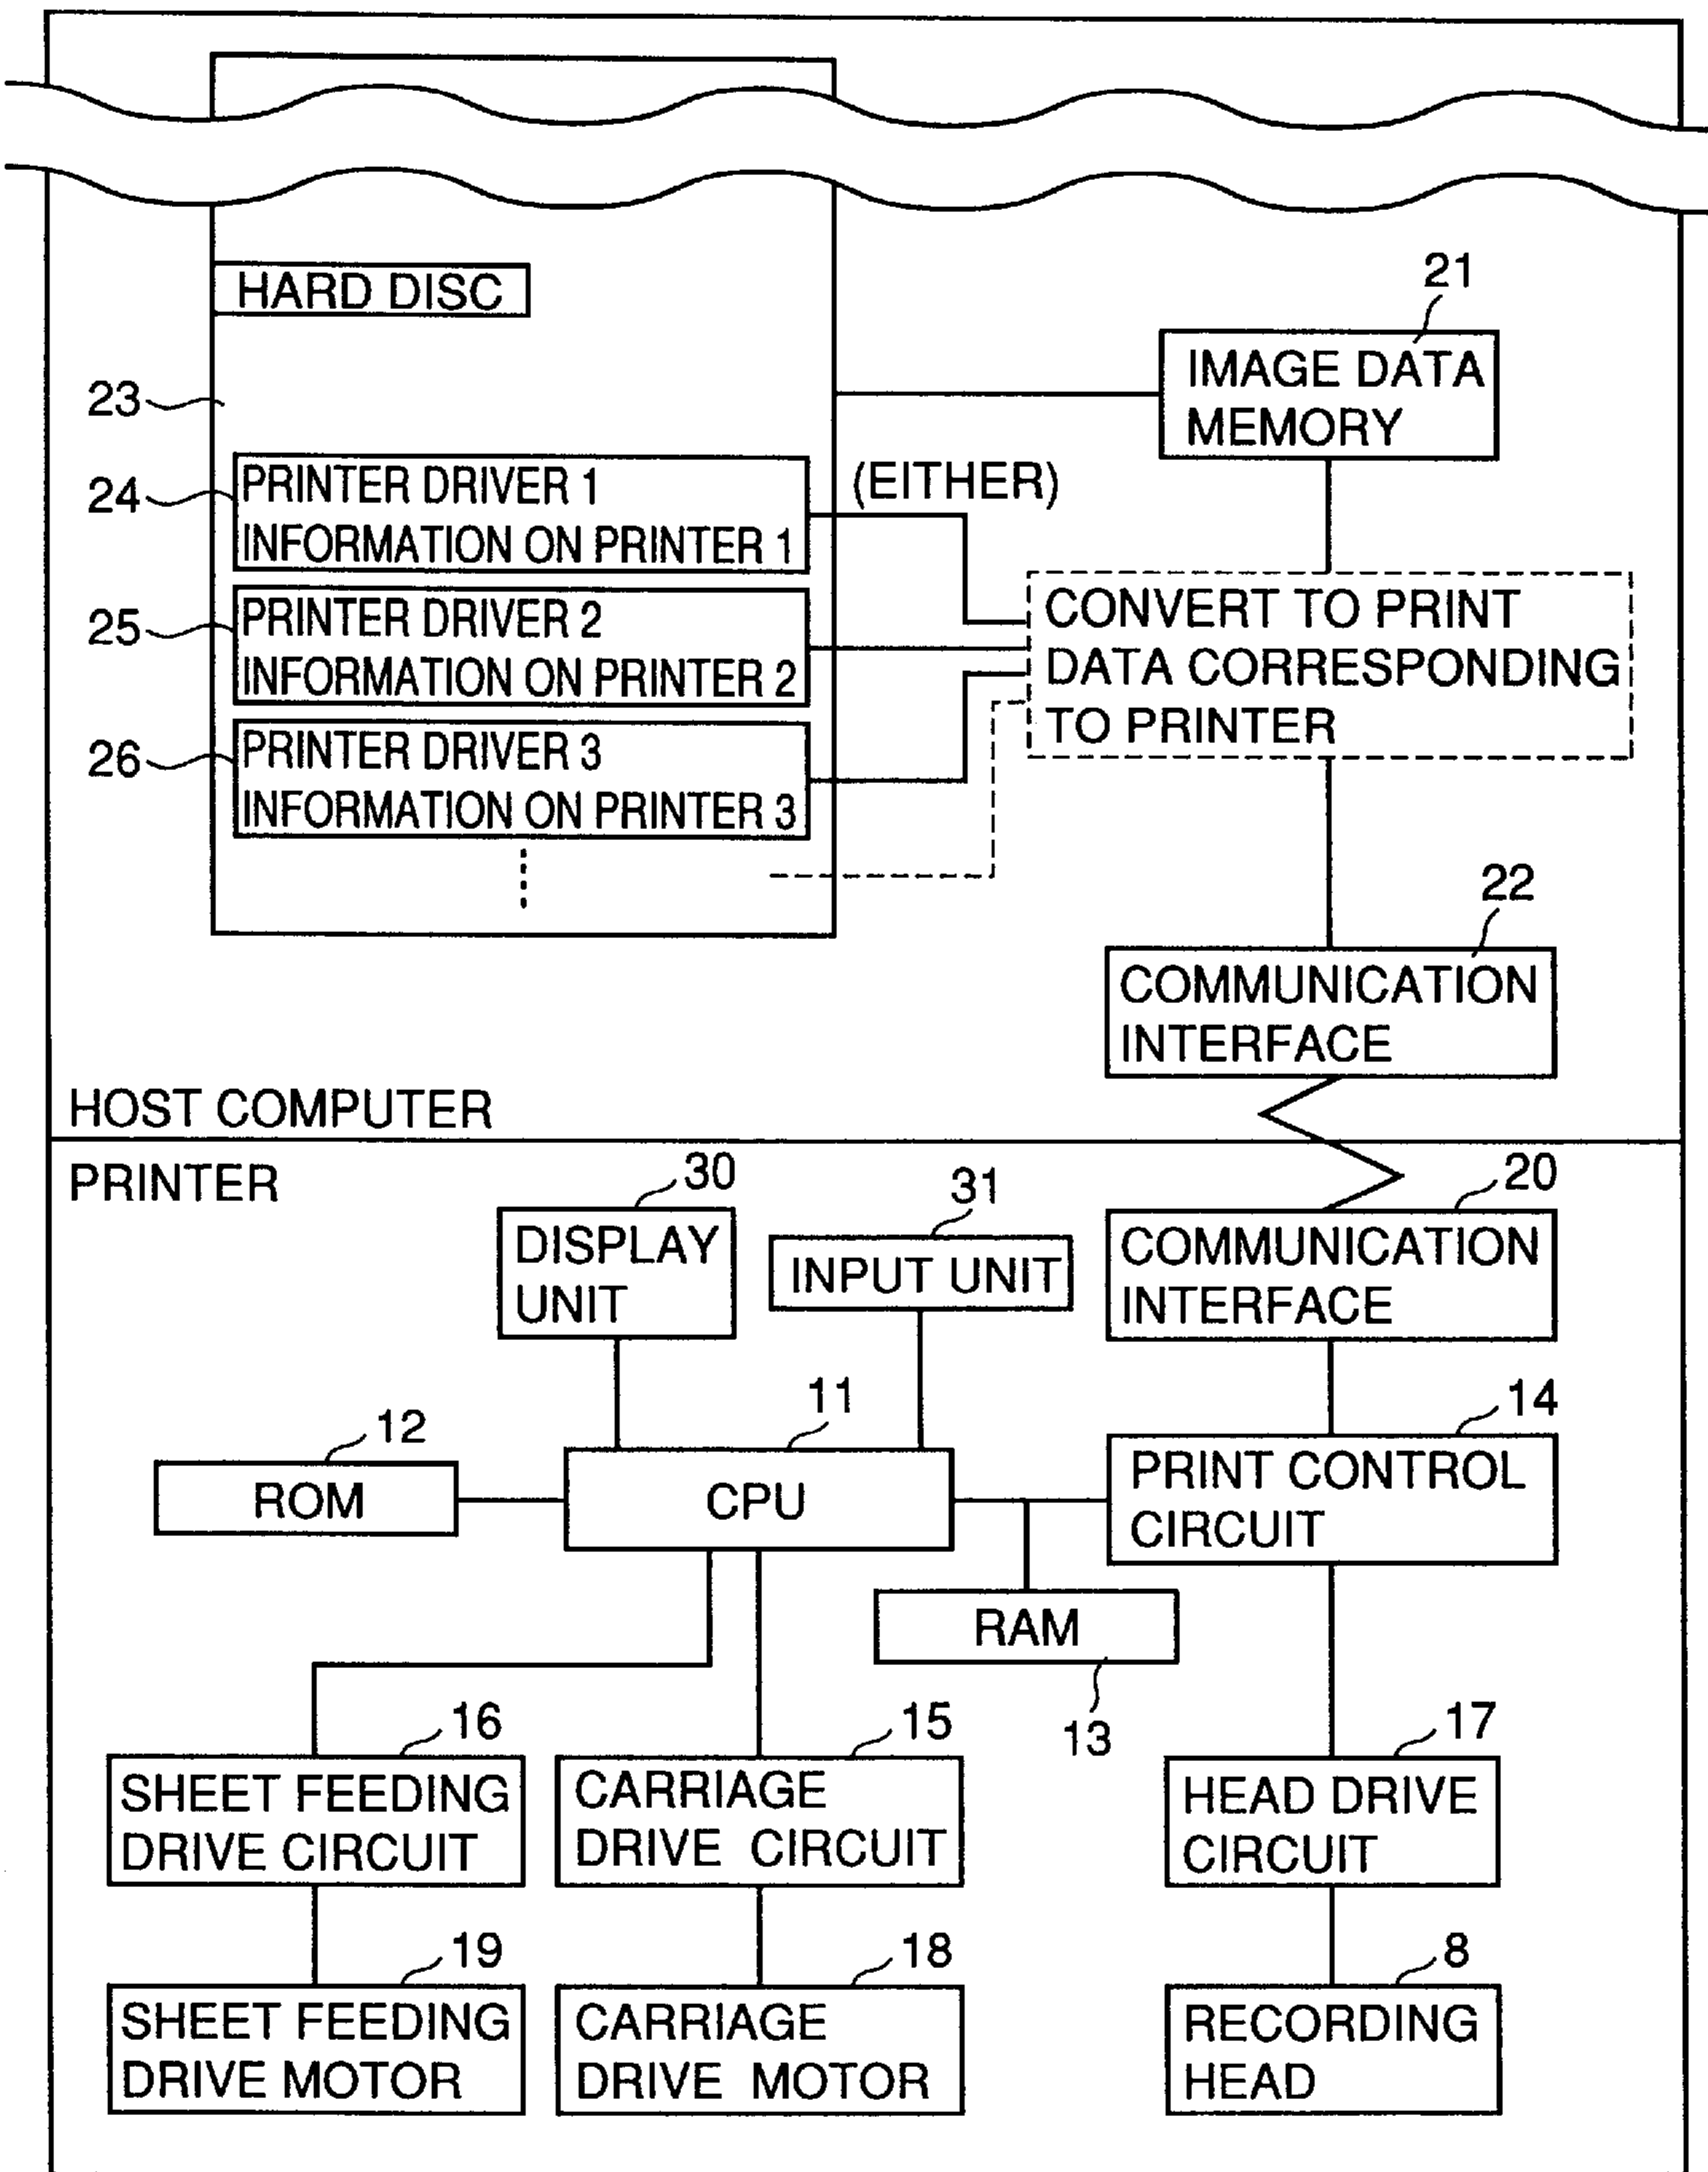 HARD DISC
21
IMAGE DATA
MEMORY
23
24
PRINTER DRIVER 1
INFORMATION ON PRINTER 1
(EITHER)
25
PRINTER DRIVER 2
INFORMATION ON PRINTER 2
CONVERT TO PRINT
DATA CORRESPONDING
TO PRINTER
26
PRINTER DRIVER 3
INFORMATION ON PRINTER 3
22
COMMUNICATION
INTERFACE
HOST COMPUTER
PRINTER
30
DISPLAY
UNIT
31
INPUT UNIT
20
COMMUNICATION
INTERFACE
12
ROM
11
CPU
14
PRINT CONTROL
CIRCUIT
RAM
13
16
SHEET FEEDING
DRIVE CIRCUIT
15
CARRIAGE
DRIVE CIRCUIT
17
HEAD DRIVE
CIRCUIT
19
SHEET FEEDING
DRIVE MOTOR
18
CARRIAGE
DRIVE MOTOR
8
RECORDING
HEAD